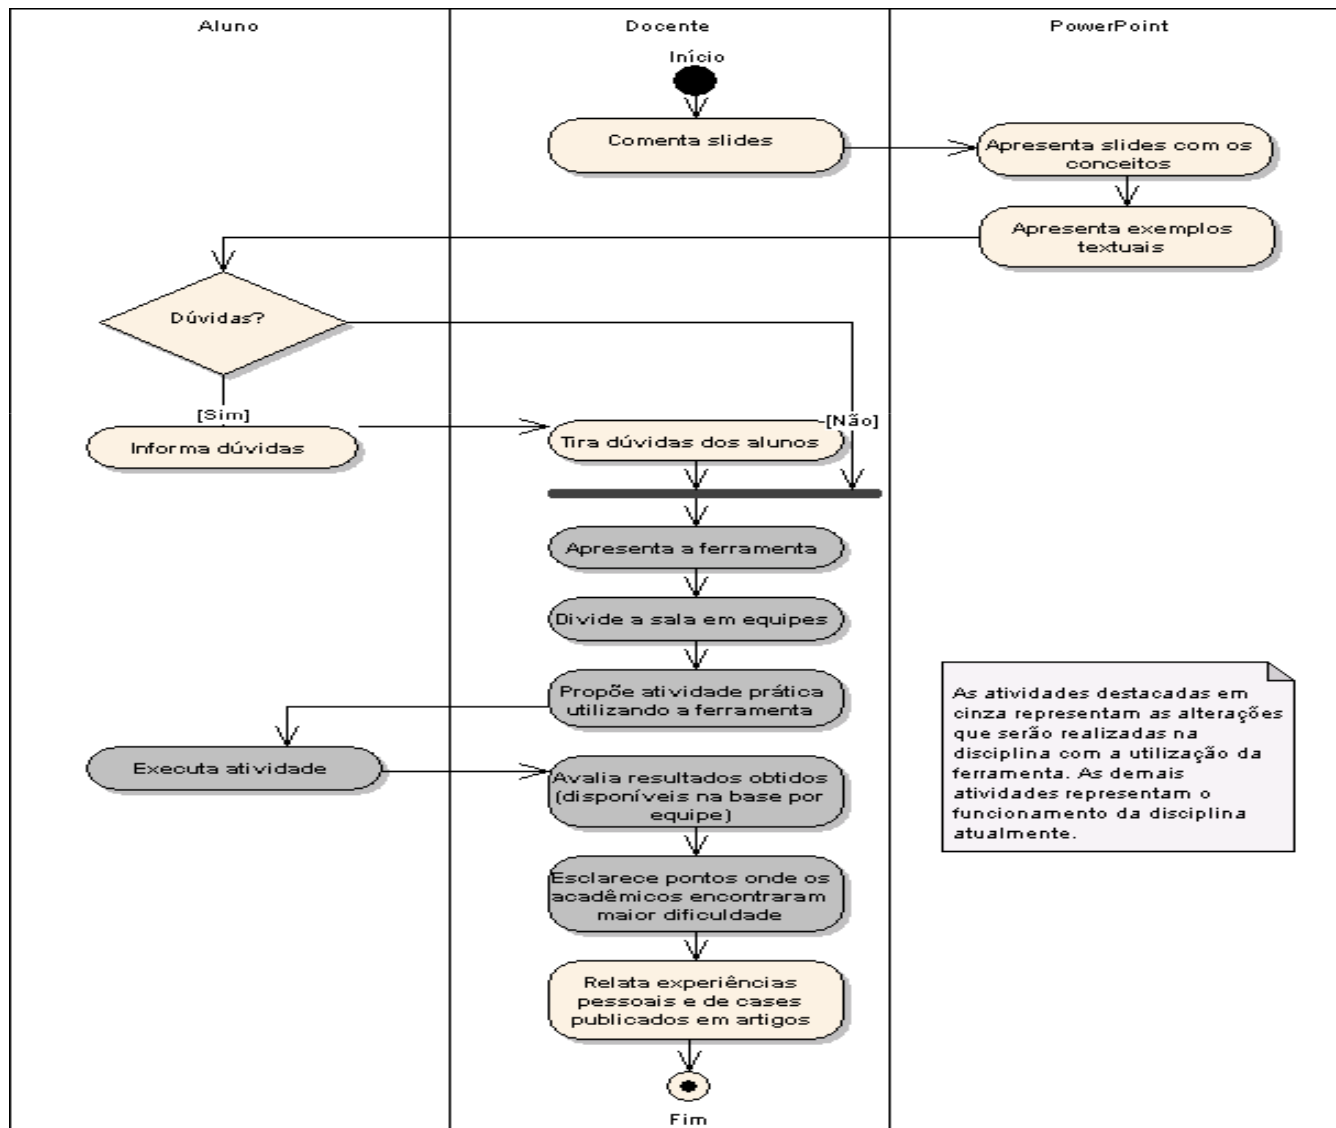 Aluno
Docente
PowerPoint
Início
Comenta slides
Apresenta slides com os
conceitos
Apresenta exemplos
textuais
Dúvidas?
[Sim]
[Não]
Informa dúvidas
Tira dúvidas dos alunos
Apresenta a ferramenta
Divide a sala em equipes
Propõe atividade prática
utilizando a ferramenta
Executa atividade
Avalia resultados obtidos
(disponíveis na base por
equipe)
Esclarece pontos onde os
acadêmicos encontraram
maior dificuldade
Relata experiências
pessoais e de cases
publicados em artigos
Fim
As atividades destacadas em
cinza representam as alterações
que serão realizadas na
disciplina com a utilização da
ferramenta. As demais
atividades representam o
funcionamento da disciplina
atualmente.